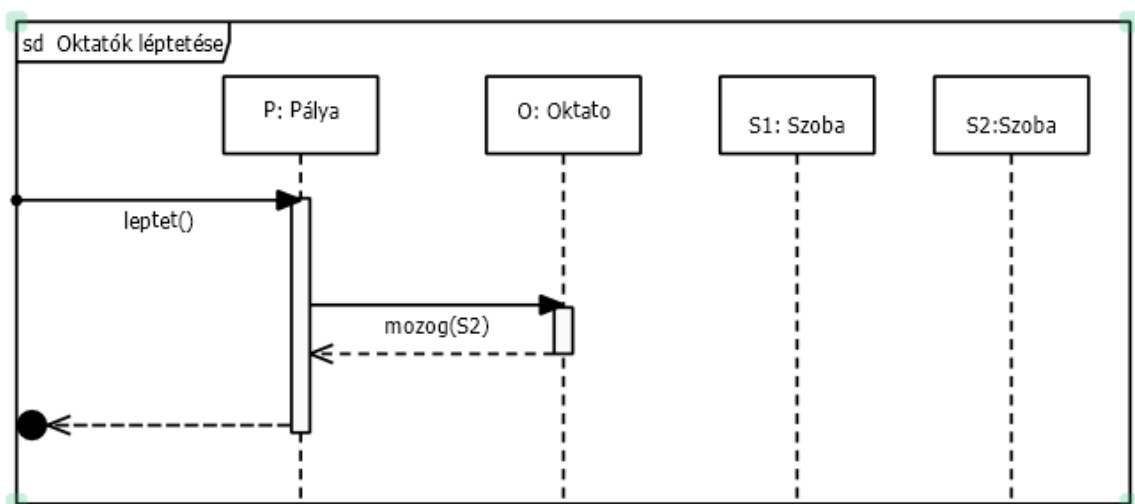 sd Oktatók léptetése
P: Pálya
O: Oktato
S1: Szoba
S2:Szoba
leptet()
mozog(S2)